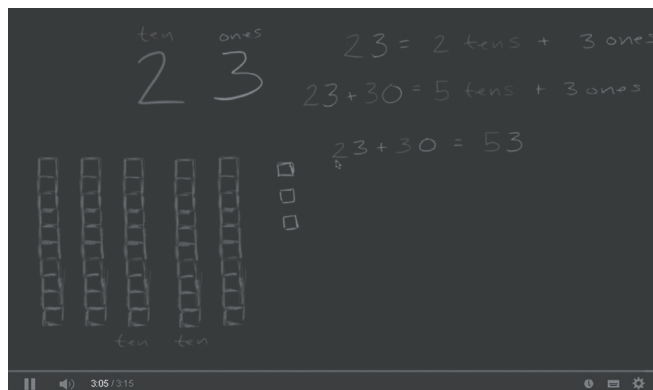 ten ones
2 3
23 = 2 tens + 3 ones
23+30 = 5 tens + 3 ones
23+30 = 53
ten ten
3:05 / 3:15